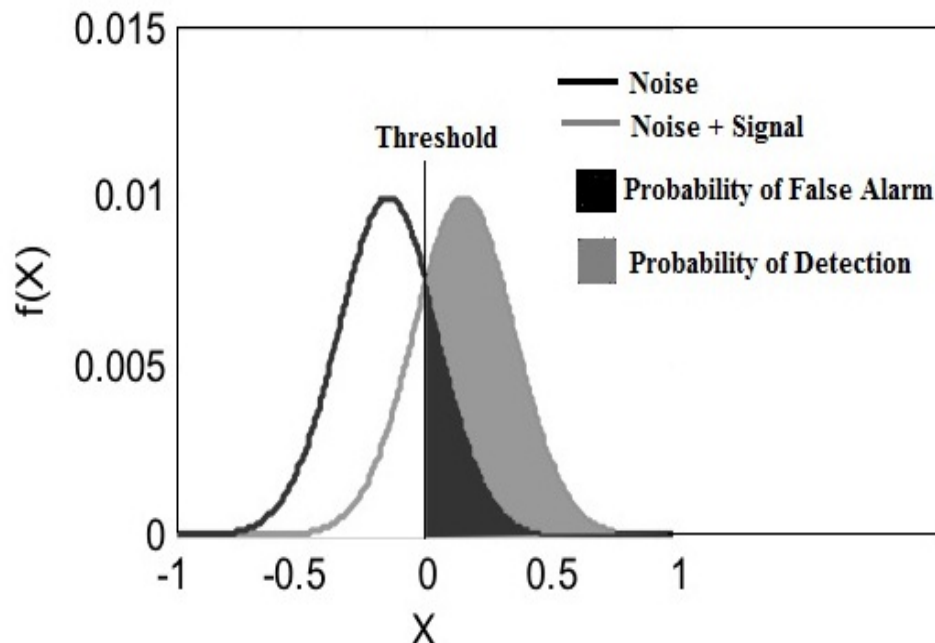 0.015
Noise
Noise + Signal
Threshold
0.01
Probability of False Alarm
Probability of Detection
f(X)
0.005
0
-1
-0.5
0
0.5
1
X